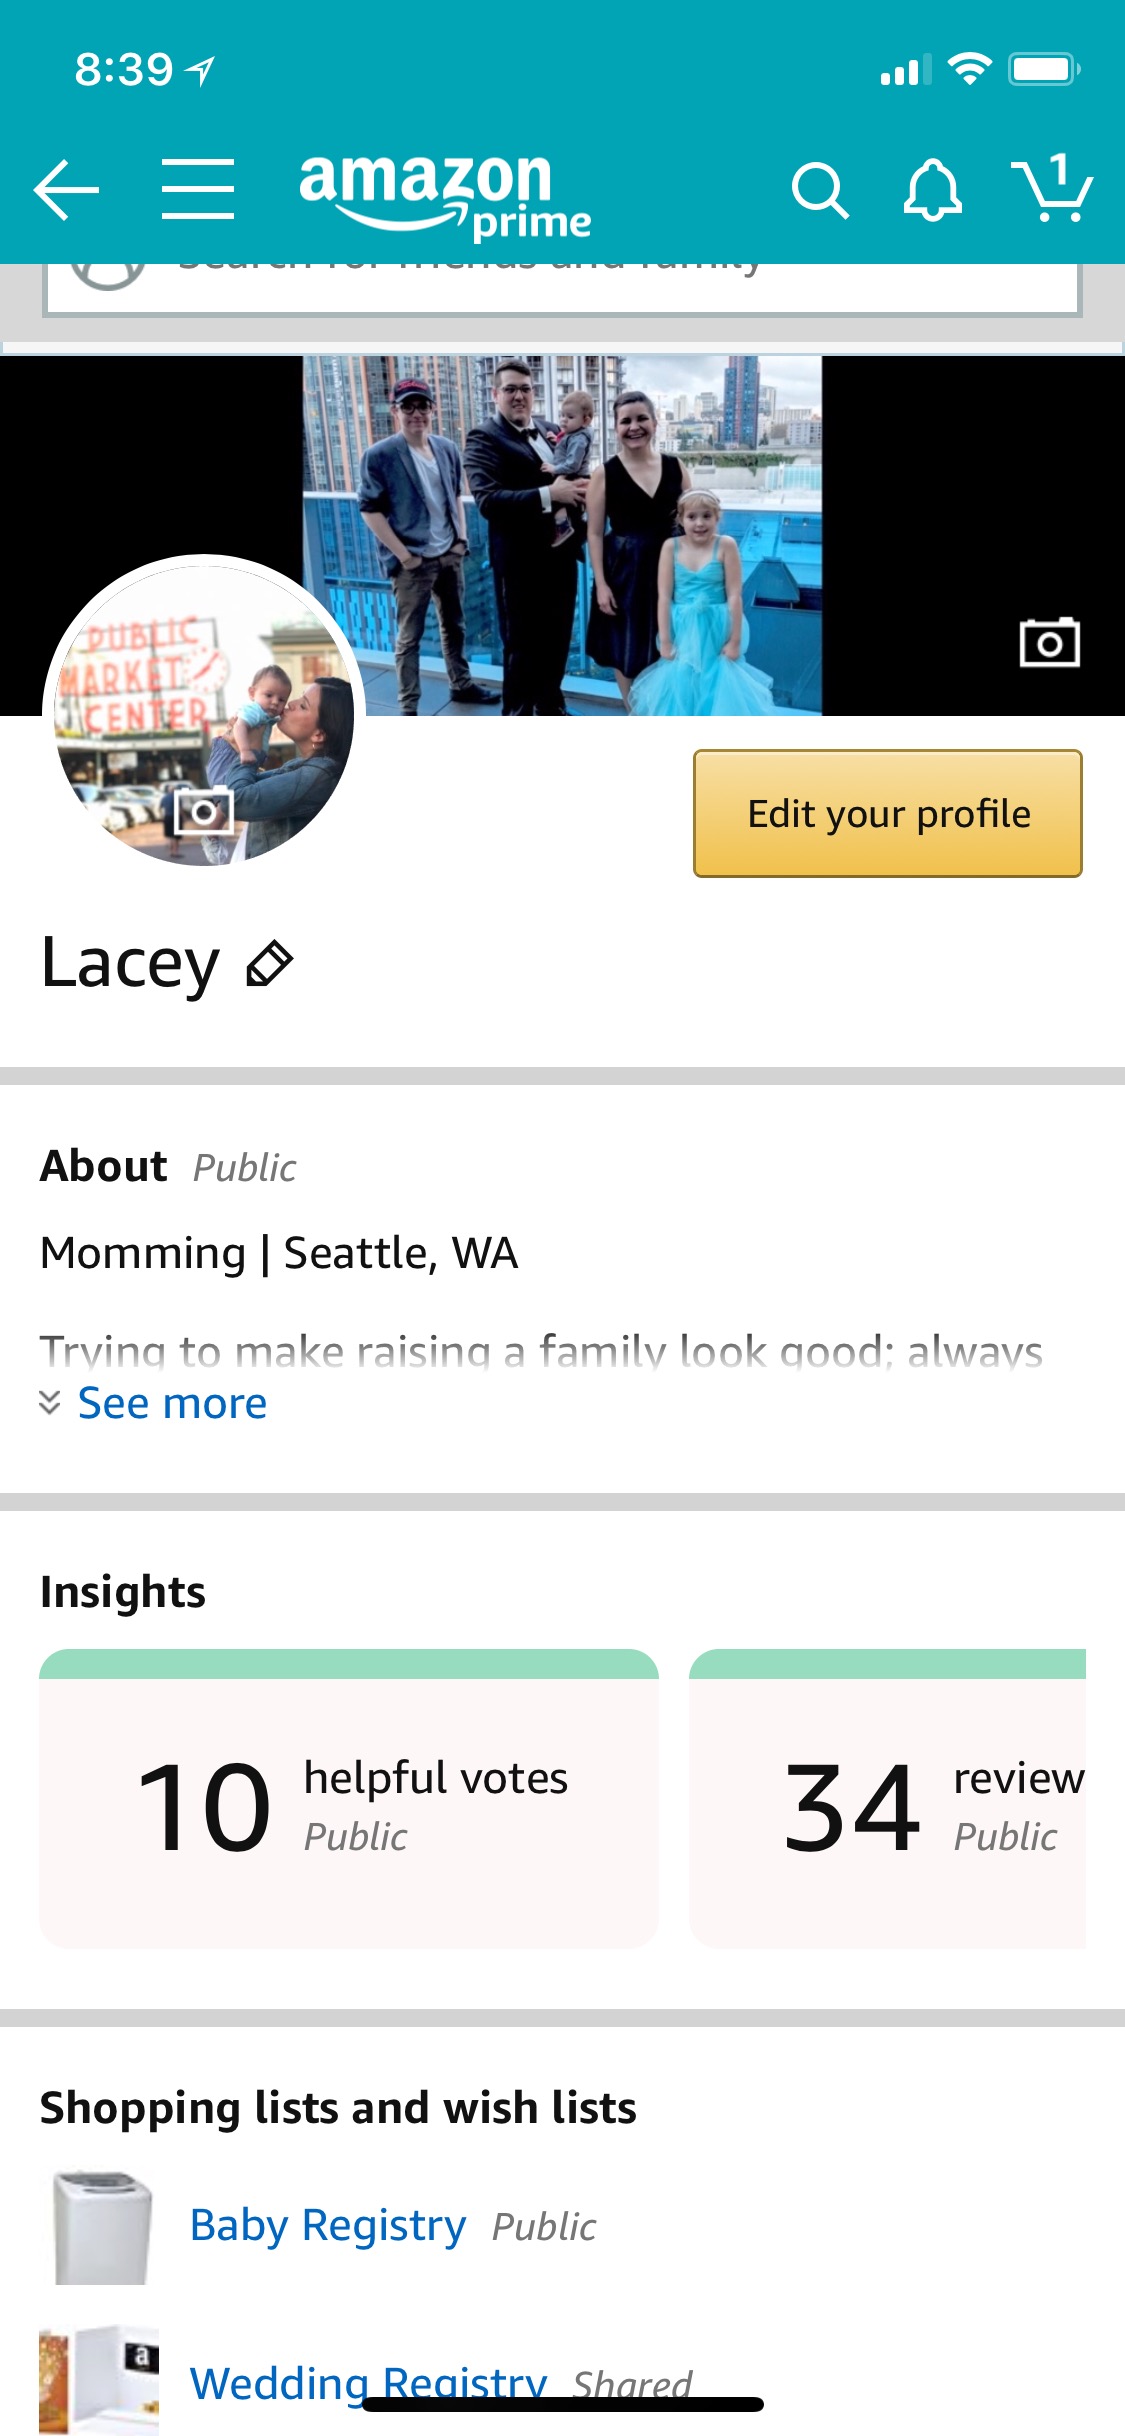 8:39
amazon
prime
1
Search for friends and family
PUBLIC
MARKET
CENTER
Edit your profile
Lacey
About Public
Momming | Seattle, WA
Trying to make raising a family look good; always
See more
Insights
10 helpful votes
Public
34 review
Public
Shopping lists and wish lists
Baby Registry Public
a
Wedding Registry Shared